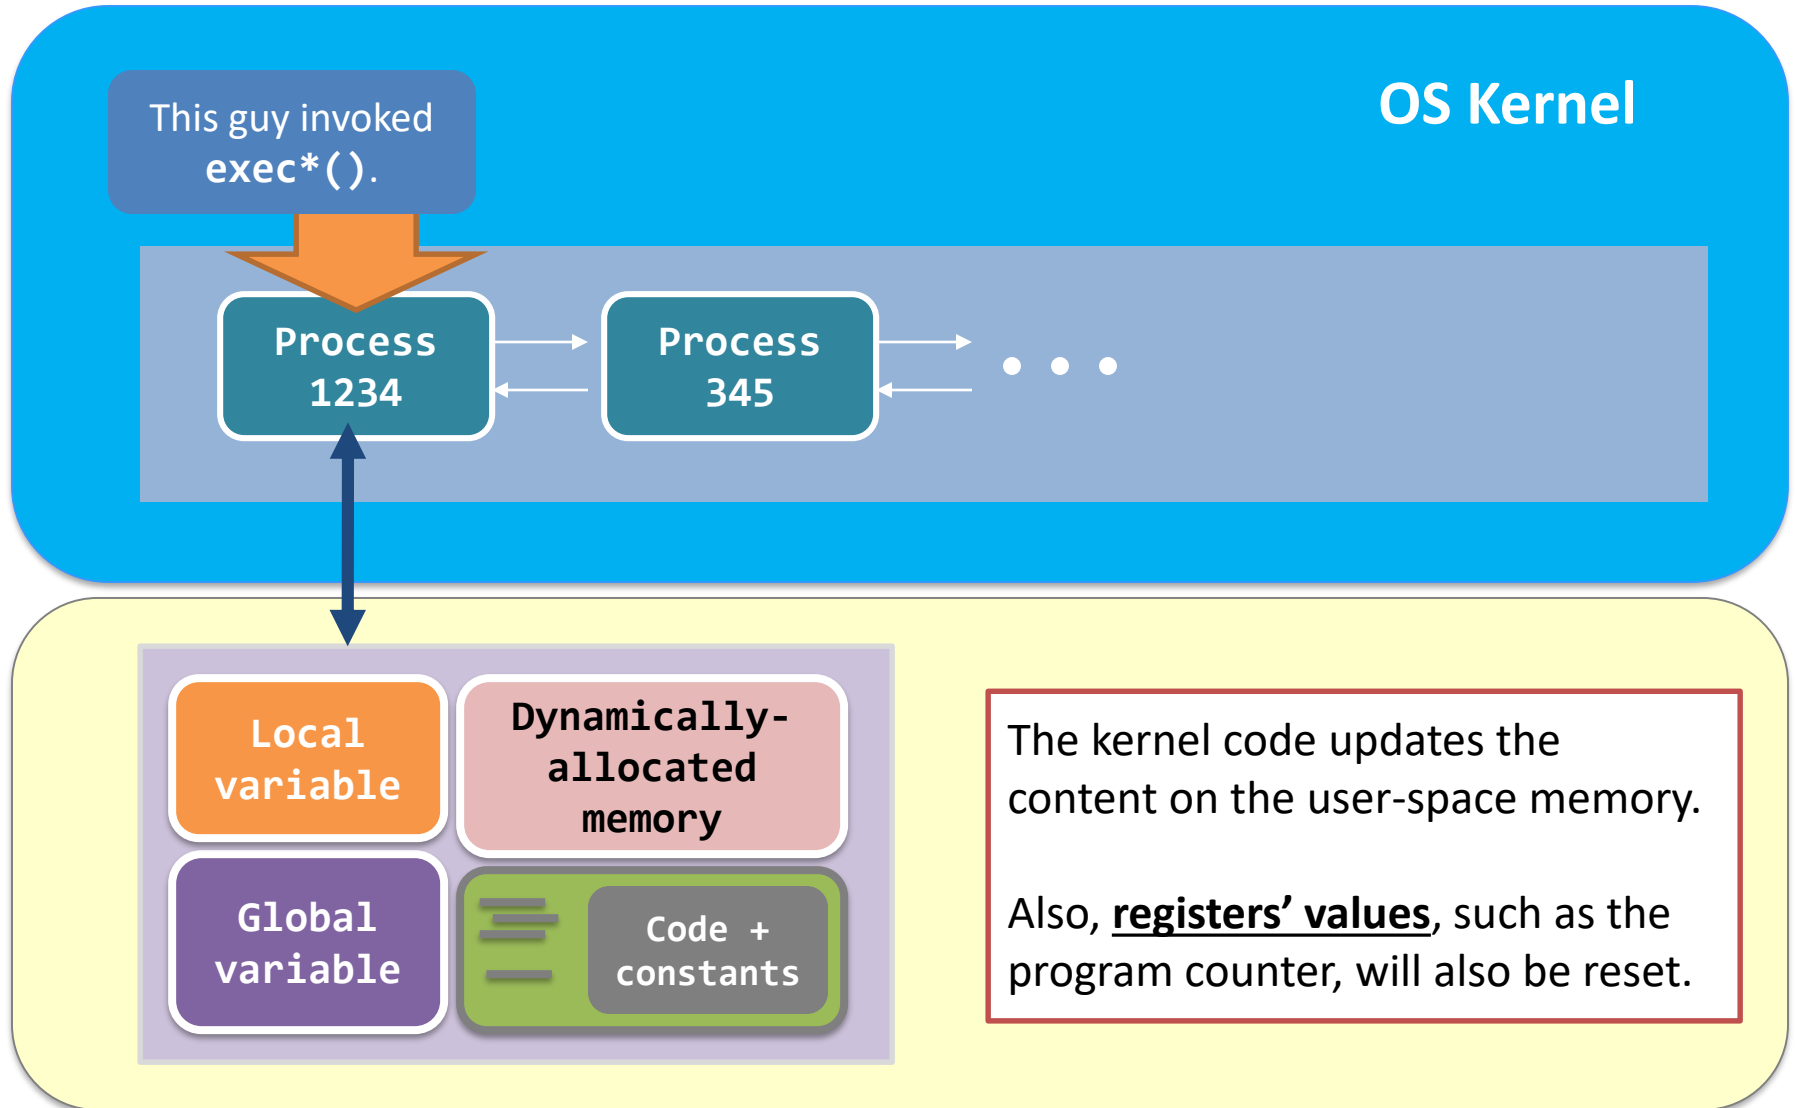 This guy invoked
exec*().
OS Kernel
Process
1234
Process
345
Local
variable
Dynamically-
allocated
memory
Global
variable
Code +
constants
The kernel code updates the
content on the user-space memory.
Also, registers’ values, such as the
program counter, will also be reset.